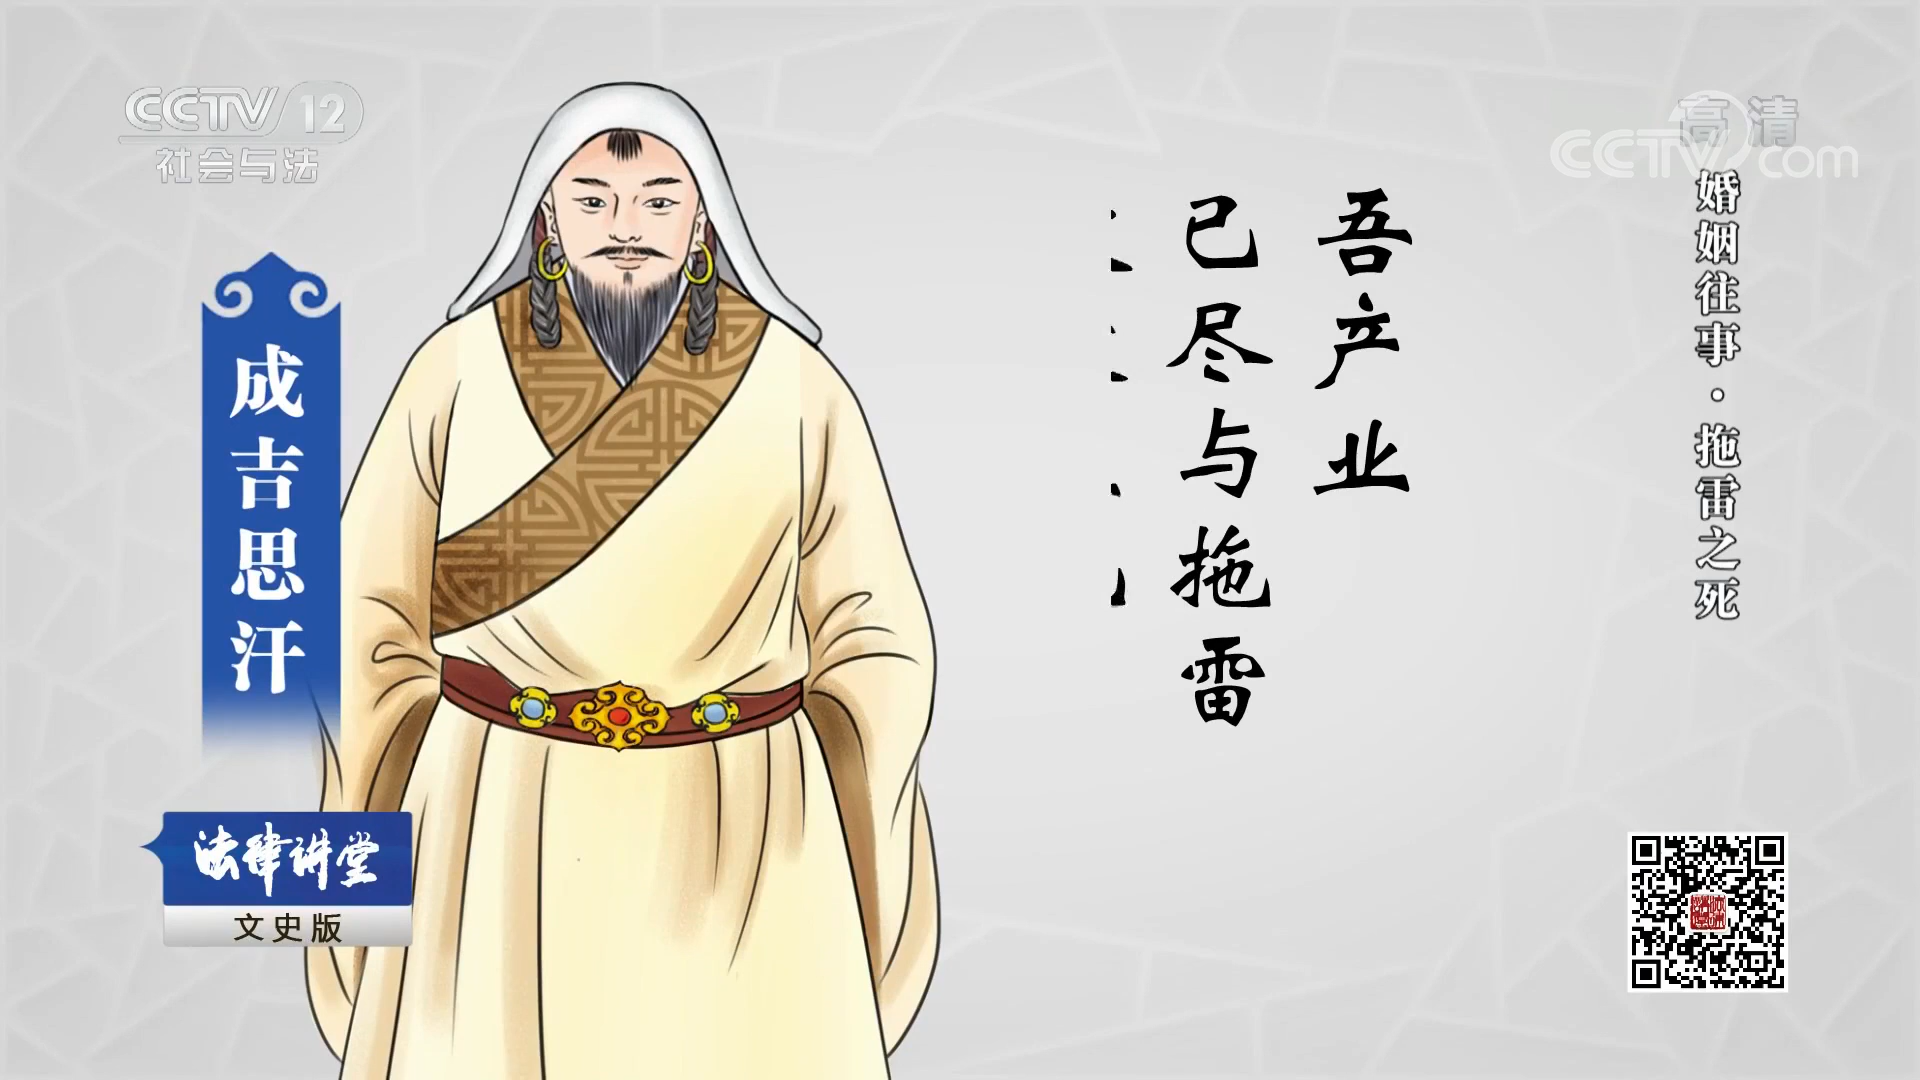 CCTV 12
社会与法
高清
CCTV.com
婚姻往事·拖雷之死
吾产业
已尽与拖雷
成吉思汗
法律讲堂
文史版